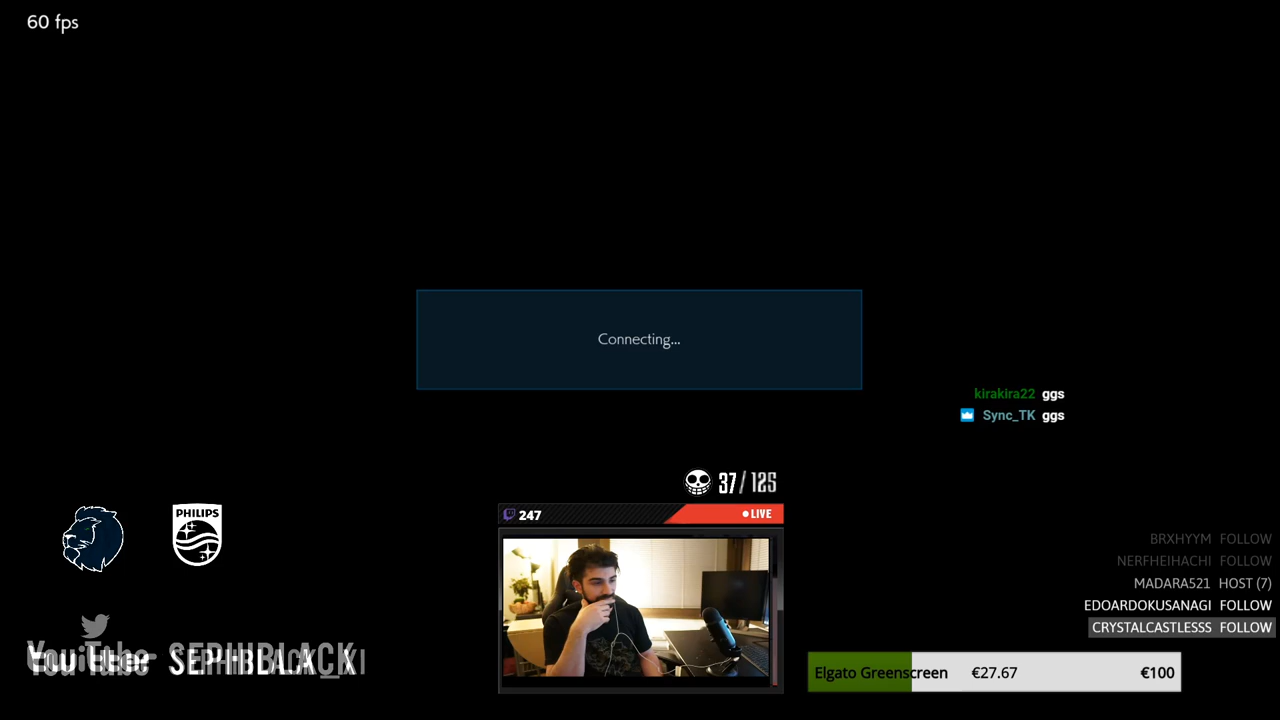 60 fps
Connecting...
kirakira22 ggs
Sync_TK ggs
37/125
247
LIVE
PHILIPS
BRXHYYM FOLLOW
NERFHEIHACHI FOLLOW
MADARA521 HOST (7)
EDOARDOKUSANAGI FOLLOW
CRYSTALCASTLESSS FOLLOW
Elgato Greenscreen €27.67 €100